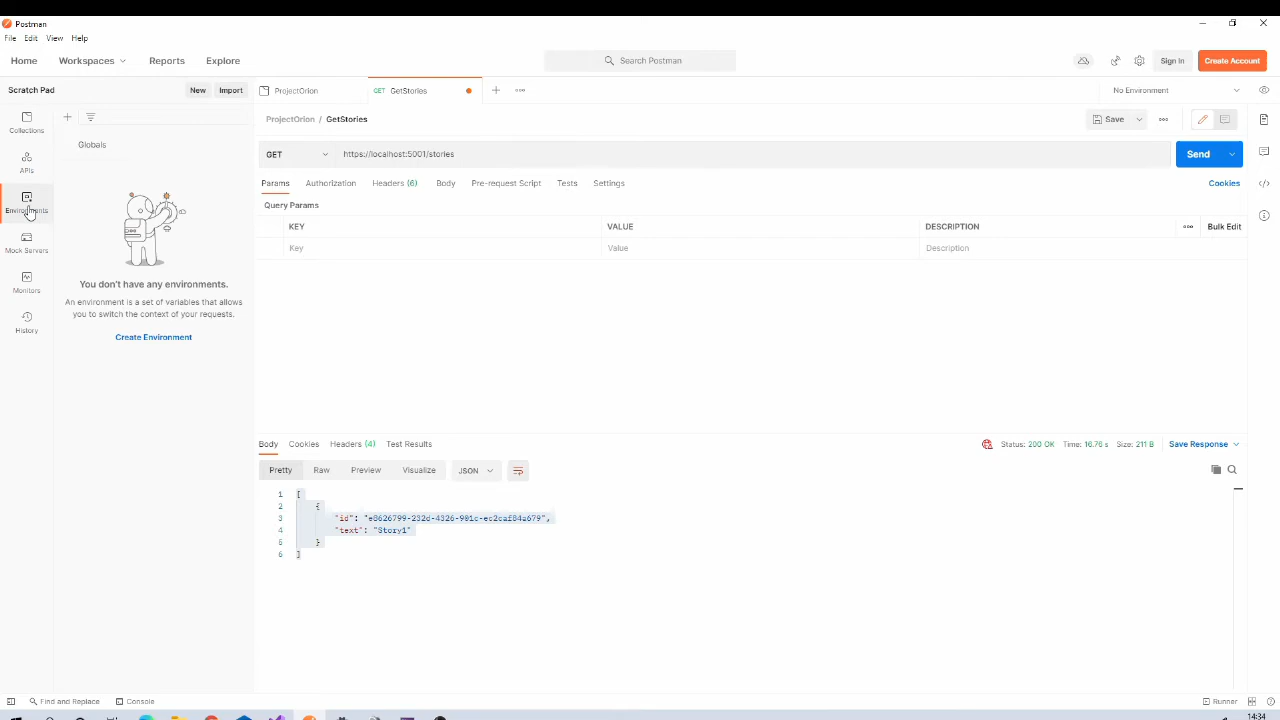 Postman
File Edit View Help
Home Workspaces Reports Explore
Search Postman
Sign In Create Account
Scratch Pad New Import
ProjectOrion GET GetStories
No Environment
Collections
APIs
Environments
Mock Servers
Monitors
History
Globals
You don't have any environments.
An environment is a set of variables that allows
you to switch the context of your requests.
Create Environment
ProjectOrion / GetStories
Save
GET https://localhost:5001/stories
Send
Params Authorization Headers (6) Body Pre-request Script Tests Settings
Cookies
Query Params
KEY VALUE DESCRIPTION Bulk Edit
Key Value Description
Body Cookies Headers (4) Test Results
Status: 200 OK Time: 16.76 s Size: 211 B Save Response
Pretty Raw Preview Visualize JSON
1 [
2 {
3 "id": "e8626799-232d-4326-901c-ec2caf84a679",
4 "text": "Story1"
5 }
6 ]
Find and Replace Console
Runner
14:34